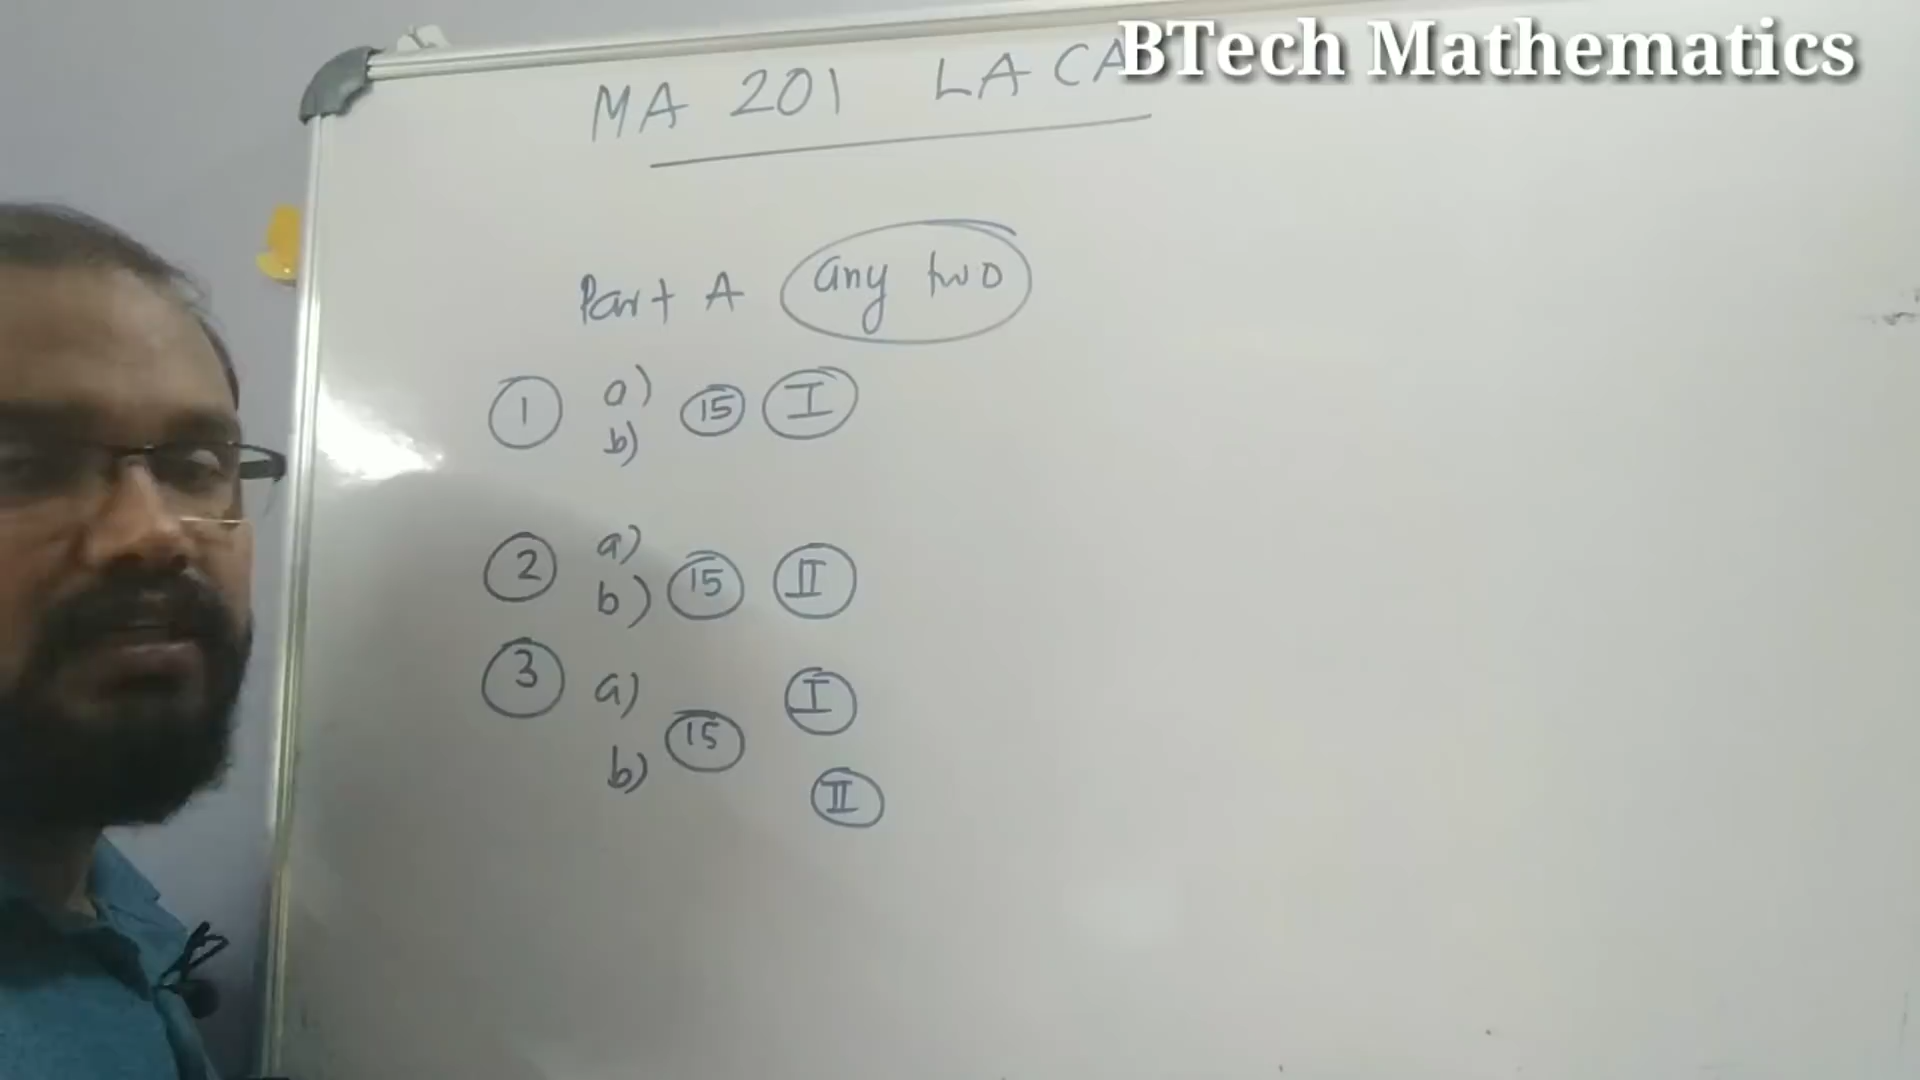 BTech Mathematics
MA 201 LA CA
Part A any two
1 a) 15 I
b)
2 a)
b) 15 II
3 a) I
15
b) II